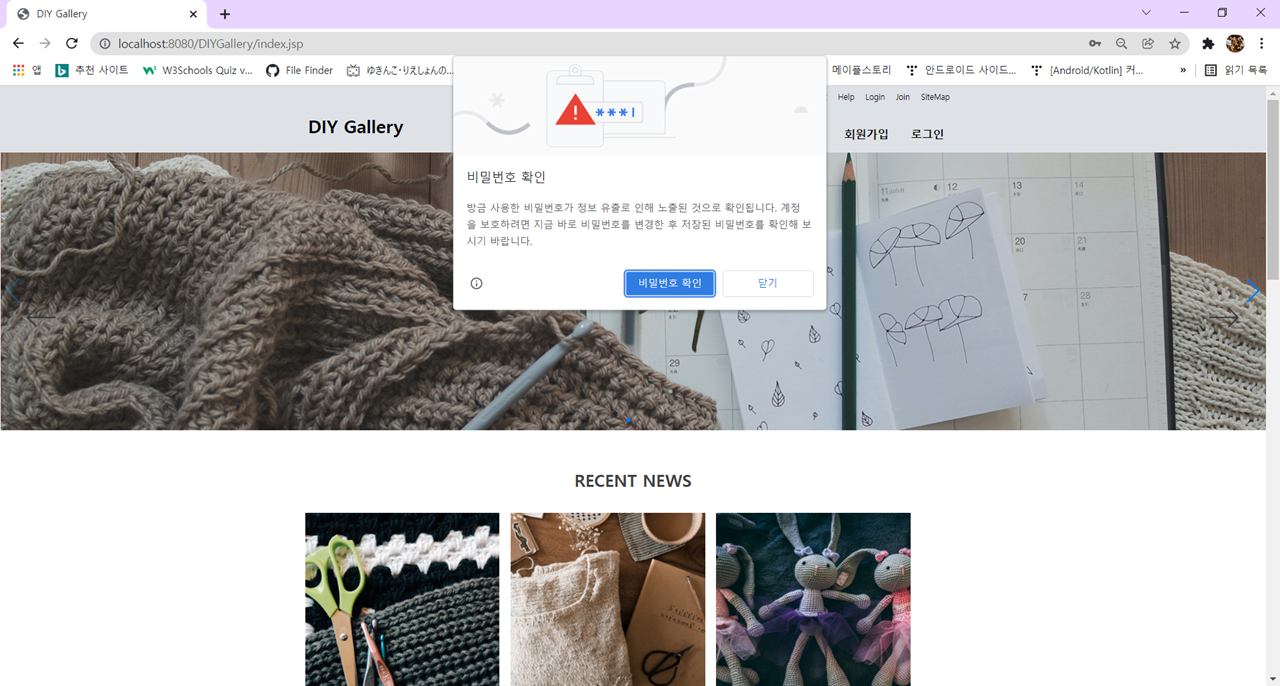 DIY Gallery
localhost:8080/DIYGallery/index.jsp
앱 추천 사이트 W3Schools Quiz v... File Finder ゆきんこ・りえしょんの... 메이플스토리 안드로이드 사이드... [Android/Kotlin] 커... » 읽기 목록
Help Login Join SiteMap
DIY Gallery
회원가입 로그인
***
비밀번호 확인
방금 사용한 비밀번호가 정보 유출로 인해 노출된 것으로 확인됩니다. 계정
을 보호하려면 지금 바로 비밀번호를 변경한 후 저장된 비밀번호를 확인해 보
시기 바랍니다.
비밀번호 확인 닫기
11 12 13 14
20 21
7 28
29
RECENT NEWS